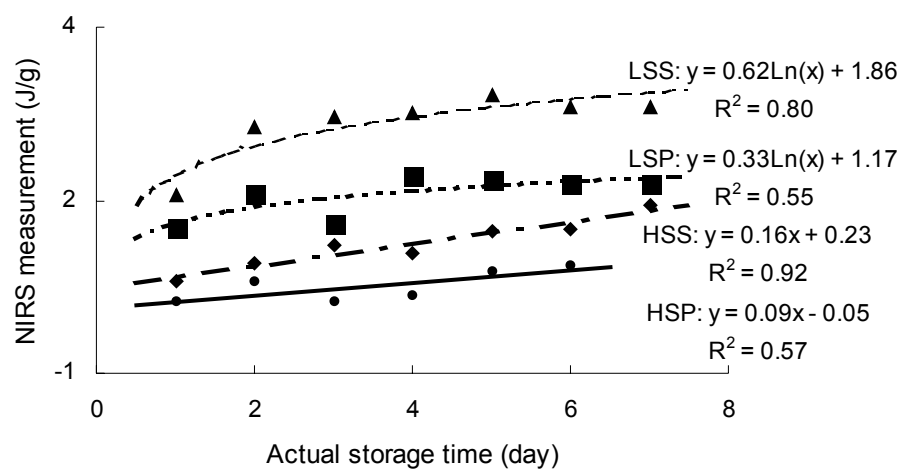 4
LSS: y = 0.62Ln(x) + 1.86
R² = 0.80
LSP: y = 0.33Ln(x) + 1.17
R² = 0.55
2
HSS: y = 0.16x + 0.23
R² = 0.92
HSP: y = 0.09x - 0.05
R² = 0.57
-1
0 2 4 6 8
Actual storage time (day)
NIRS measurement (J/g)